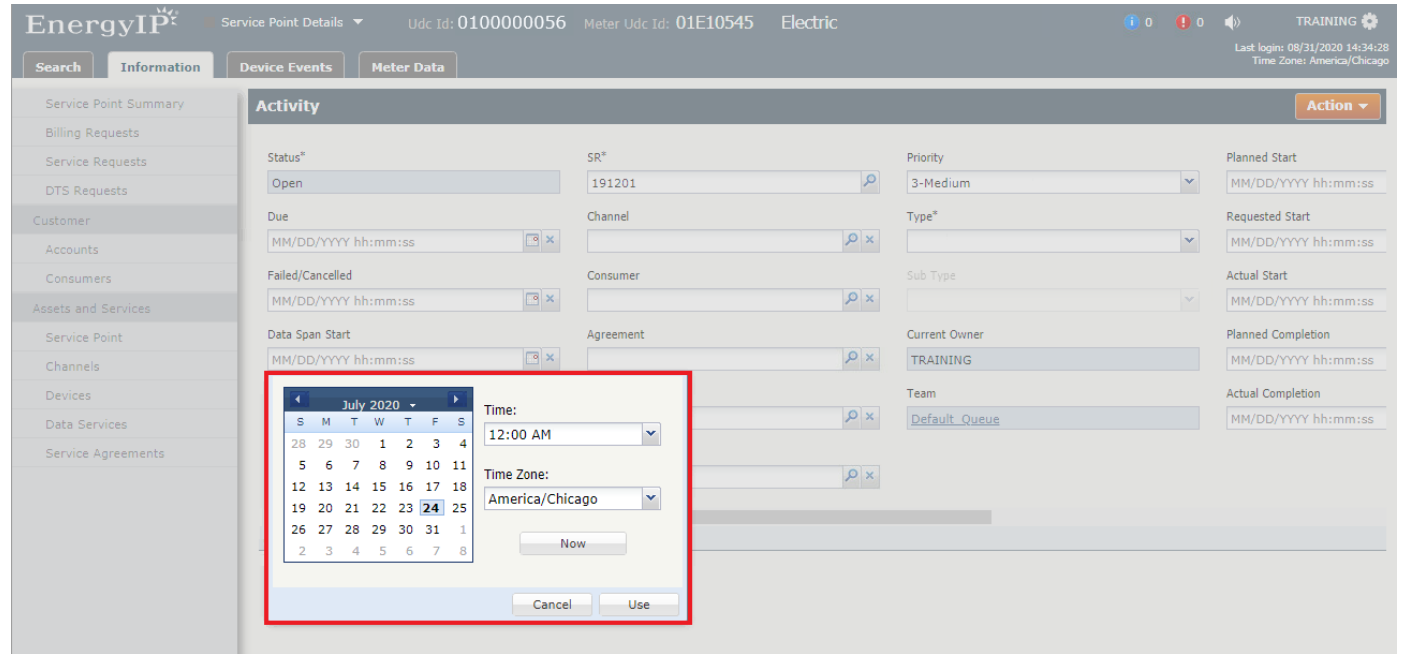 EnergyIP Service Point Details Udc Id: 0100000056 Meter Udc Id: 01E10545 Electric 0 0 TRAINING
Last login: 08/31/2020 14:34:28
Time Zone: America/Chicago
Search Information Device Events Meter Data
Service Point Summary
Billing Requests
Service Requests
DTS Requests
Customer
Accounts
Consumers
Assets and Services
Service Point
Channels
Devices
Data Services
Service Agreements
Activity Action
Status* SR* Priority Planned Start
Open 191201 3-Medium MM/DD/YYYY hh:mm:ss
Due Channel Type* Requested Start
MM/DD/YYYY hh:mm:ss MM/DD/YYYY hh:mm:ss
Failed/Cancelled Consumer Sub Type Actual Start
MM/DD/YYYY hh:mm:ss MM/DD/YYYY hh:mm:ss
Data Span Start Agreement Current Owner Planned Completion
MM/DD/YYYY hh:mm:ss TRAINING MM/DD/YYYY hh:mm:ss
Team Actual Completion
Default_Queue MM/DD/YYYY hh:mm:ss
July 2020
S M T W T F S
28 29 30 1 2 3 4
5 6 7 8 9 10 11
12 13 14 15 16 17 18
19 20 21 22 23 24 25
26 27 28 29 30 31 1
2 3 4 5 6 7 8
Time:
12:00 AM
Time Zone:
America/Chicago
Now
Cancel Use